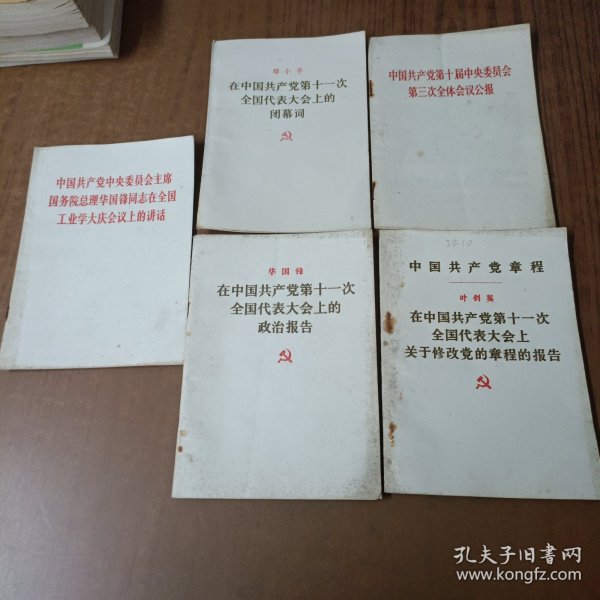 邓小平
在中国共产党第十一次
全国代表大会上的
闭幕词
中国共产党第十届中央委员会
第三次全体会议公报
中国共产党中央委员会主席
国务院总理华国锋同志在全国
工业学大庆会议上的讲话
华国锋
在中国共产党第十一次
全国代表大会上的
政治报告
中国共产党章程
叶剑英
在中国共产党第十一次
全国代表大会上
关于修改党的章程的报告
孔夫子旧书网
www.kongfz.com